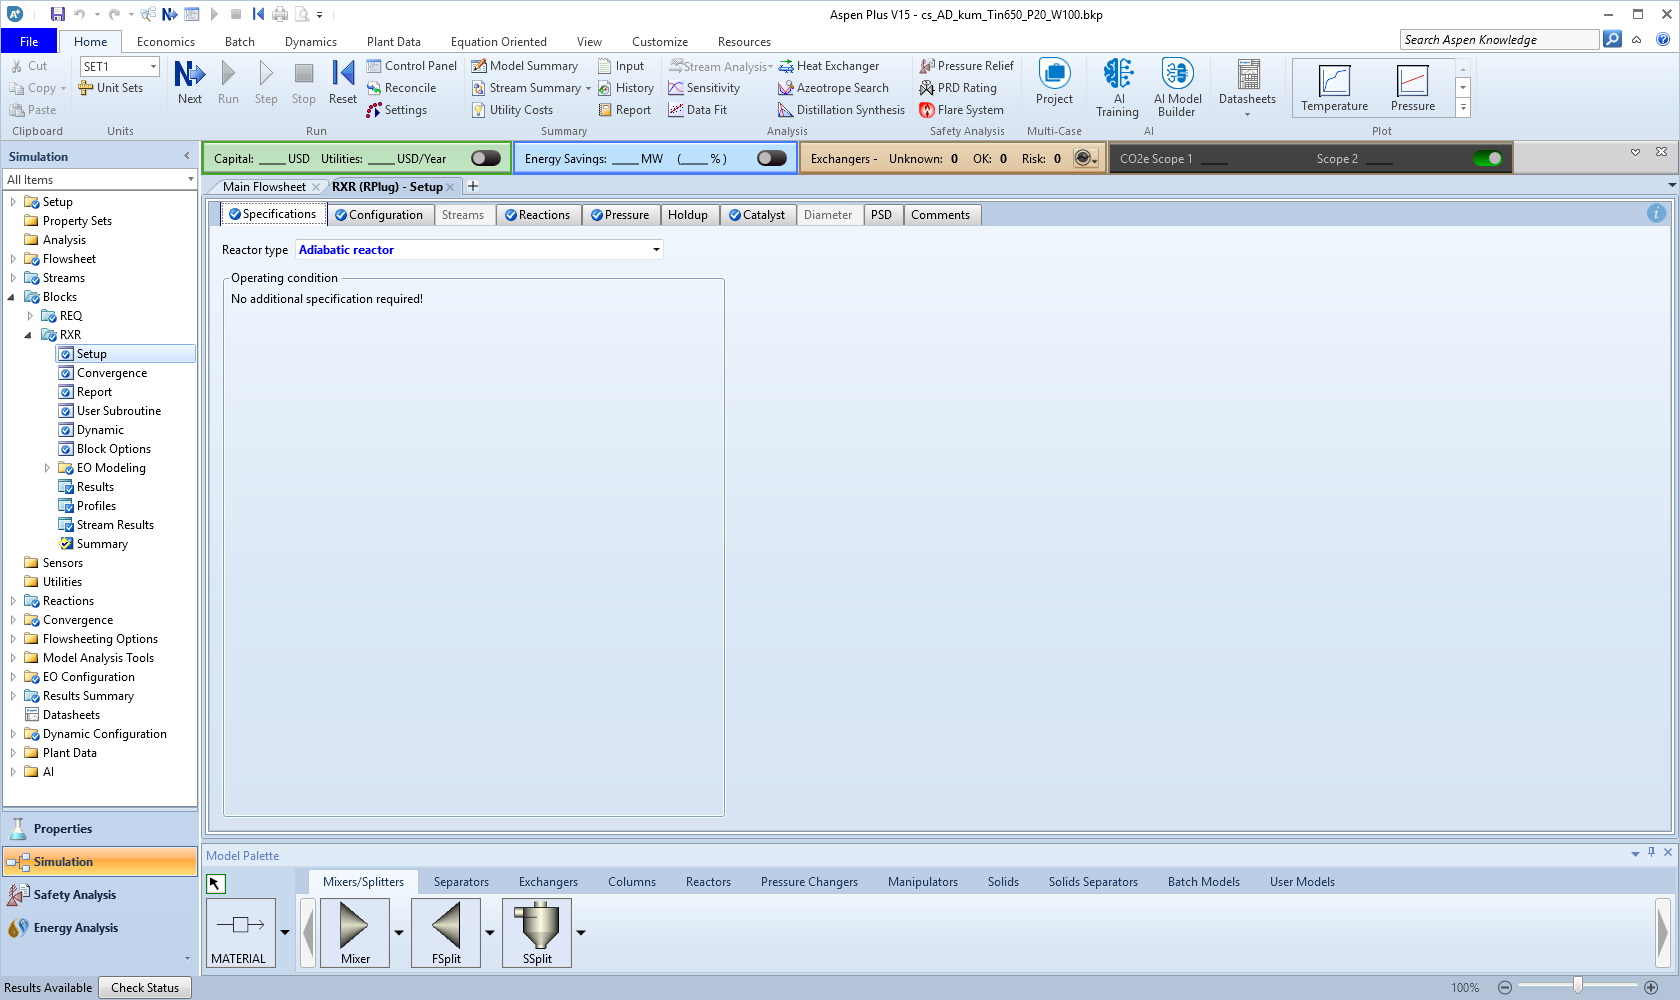 Aspen Plus V15 - cs_AD_kum_Tin650_P20_W100.bkp
File Home Economics Batch Dynamics Plant Data Equation Oriented View Customize Resources Search Aspen Knowledge
Cut SET1 Control Panel Model Summary Input Stream Analysis Heat Exchanger Pressure Relief
Copy Unit Sets Next Run Step Stop Reset Reconcile Stream Summary History Sensitivity Azeotrope Search PRD Rating Project AI Training AI Model Builder Datasheets Temperature Pressure
Paste Settings Utility Costs Report Data Fit Distillation Synthesis Flare System
Clipboard Units Run Summary Analysis Safety Analysis Multi-Case AI Plot
Simulation
All Items
Capital: ____ USD Utilities: ____ USD/Year Energy Savings: ____ MW (____ %) Exchangers - Unknown: 0 OK: 0 Risk: 0 CO2e Scope 1 ____ Scope 2 ____
Main Flowsheet RXR (RPlug) - Setup
Specifications Configuration Streams Reactions Pressure Holdup Catalyst Diameter PSD Comments
Reactor type Adiabatic reactor
Operating condition
No additional specification required!
Setup
Property Sets
Analysis
Flowsheet
Streams
Blocks
REQ
RXR
Setup
Convergence
Report
User Subroutine
Dynamic
Block Options
EO Modeling
Results
Profiles
Stream Results
Summary
Sensors
Utilities
Reactions
Convergence
Flowsheeting Options
Model Analysis Tools
EO Configuration
Results Summary
Datasheets
Dynamic Configuration
Plant Data
AI
Properties
Simulation
Safety Analysis
Energy Analysis
Model Palette
Mixers/Splitters Separators Exchangers Columns Reactors Pressure Changers Manipulators Solids Solids Separators Batch Models User Models
MATERIAL Mixer FSplit SSplit
Results Available Check Status 100%